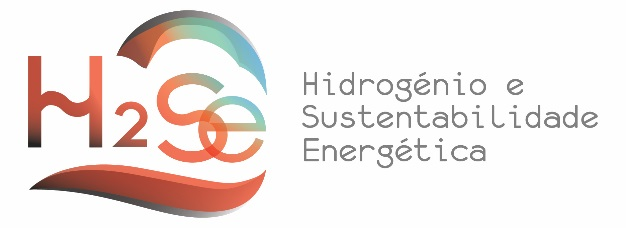 H2Se
Hidrogénio e
Sustentabilidade
Energética